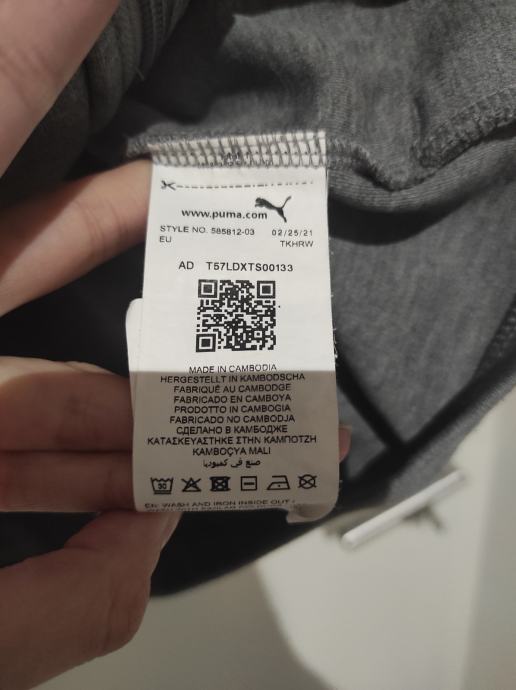 www.puma.com
STYLE NO. 585812-03 02/25/21
EU TKHRW
AD T57LDXTS00133
MADE IN CAMBODIA
HERGESTELLT IN KAMBODSCHA
FABRIQUÉ AU CAMBODGE
FABRICADO EN CAMBOYA
PRODOTTO IN CAMBOGIA
FABRICADO NO CAMBODJA
СДЕЛАНО В КАМБОДЖЕ
ΚΑΤΑΣΚΕΥΑΣΤΗΚΕ ΣΤΗΝ ΚΑΜΠΟΤΖΗ
KAMBOÇYA MALI
صنع في كمبوديا
30
EN: WASH AND IRON INSIDE OUT /